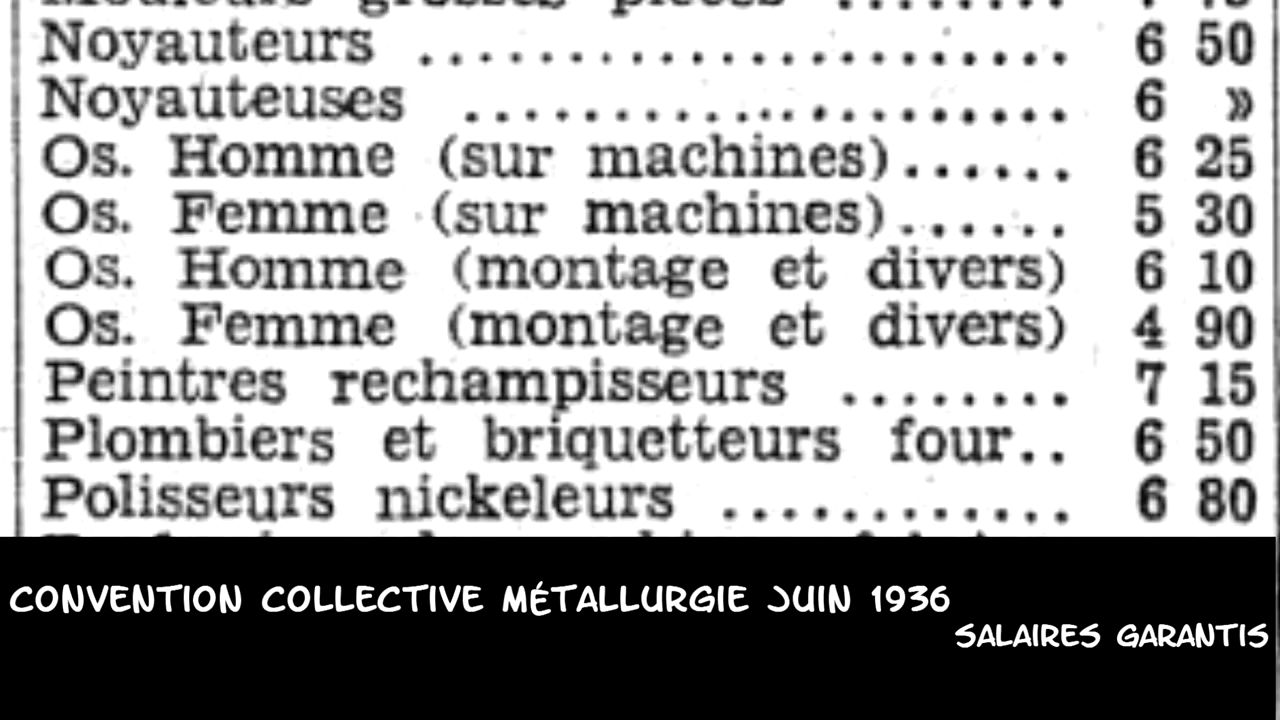 Noyauteurs ...................... 6 50
Noyauteuses .................... 6 »
Os. Homme (sur machines)...... 6 25
Os. Femme (sur machines)...... 5 30
Os. Homme (montage et divers) 6 10
Os. Femme (montage et divers) 4 90
Peintres rechampisseurs ........ 7 15
Plombiers et briquetteurs four.. 6 50
Polisseurs nickeleurs ............ 6 80
CONVENTION COLLECTIVE MÉTALLURGIE JUIN 1936
SALAIRES GARANTIS